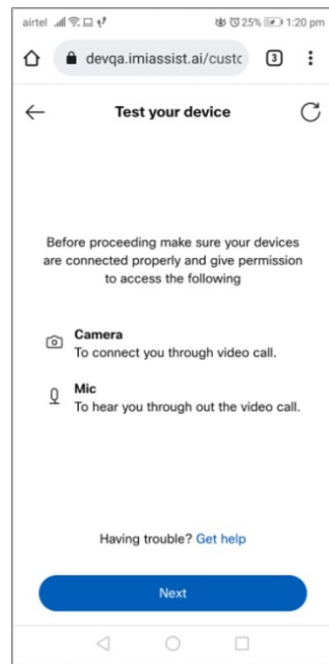 airtel 25% 1:20 pm
devqa.imiassist.ai/custc 3
Test your device
Before proceeding make sure your devices
are connected properly and give permission
to access the following
Camera
To connect you through video call.
Mic
To hear you through out the video call.
Having trouble? Get help
Next